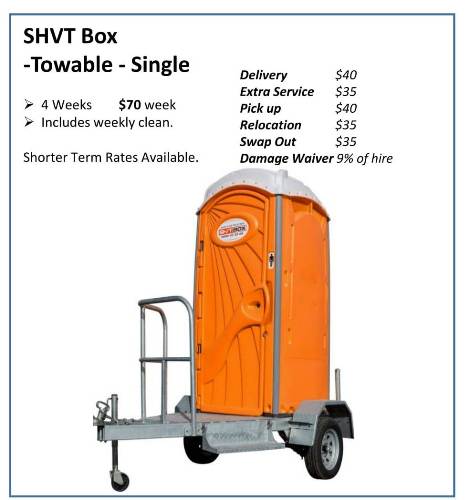 SHVT Box
-Towable - Single
➢ 4 Weeks $70 week
➢ Includes weekly clean.
Shorter Term Rates Available.
Delivery $40
Extra Service $35
Pick up $40
Relocation $35
Swap Out $35
Damage Waiver 9% of hire